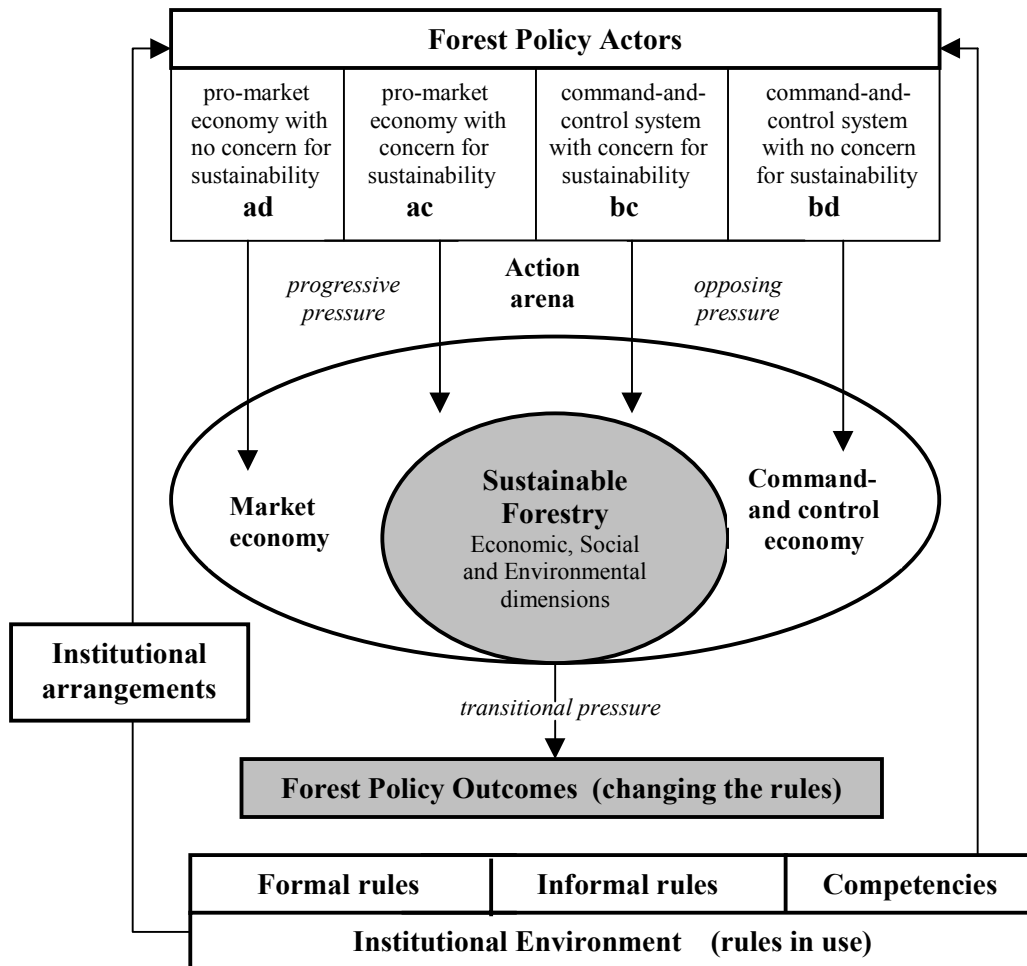 Forest Policy Actors
pro-market
economy with
no concern for
sustainability
ad
pro-market
economy with
concern for
sustainability
ac
command-and-
control system
with concern for
sustainability
bc
command-and-
control system
with no concern
for sustainability
bd
progressive
pressure
Action
arena
opposing
pressure
Market
economy
Sustainable
Forestry
Economic, Social
and Environmental
dimensions
Command-
and control
economy
Institutional
arrangements
transitional pressure
Forest Policy Outcomes (changing the rules)
Formal rules
Informal rules
Competencies
Institutional Environment (rules in use)